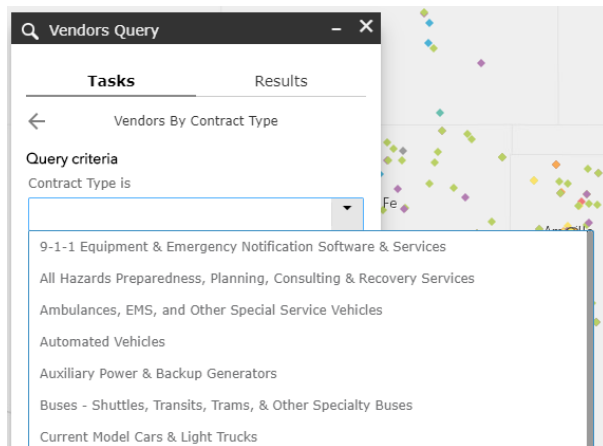 Vendors Query
Tasks
Results
Vendors By Contract Type
Query criteria
Contract Type is
Fe
9-1-1 Equipment & Emergency Notification Software & Services
All Hazards Preparedness, Planning, Consulting & Recovery Services
Ambulances, EMS, and Other Special Service Vehicles
Automated Vehicles
Auxiliary Power & Backup Generators
Buses - Shuttles, Transits, Trams, & Other Specialty Buses
Current Model Cars & Light Trucks